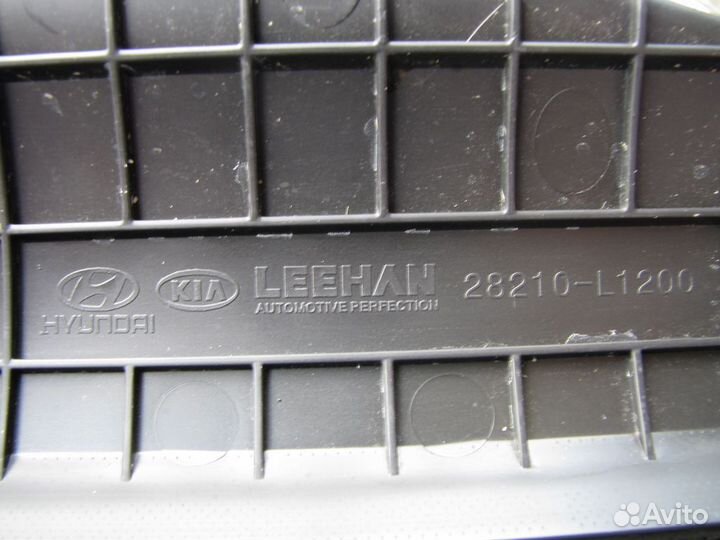 HYUNDAI
KIA
LEEHAN
AUTOMOTIVE PERFECTION
28210-L1200
Avito